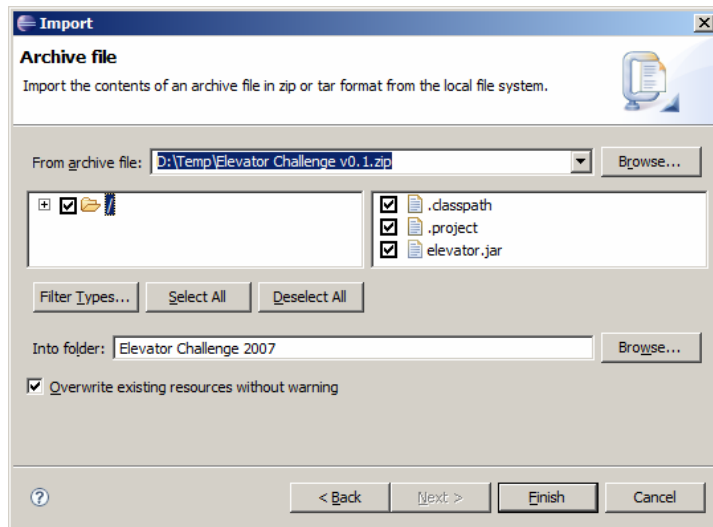 Import
Archive file
Import the contents of an archive file in zip or tar format from the local file system.
From archive file: D:\Temp\Elevator Challenge v0.1.zip Browse...
/ .classpath
.project
elevator.jar
Filter Types... Select All Deselect All
Into folder: Elevator Challenge 2007 Browse...
Overwrite existing resources without warning
? < Back Next > Finish Cancel